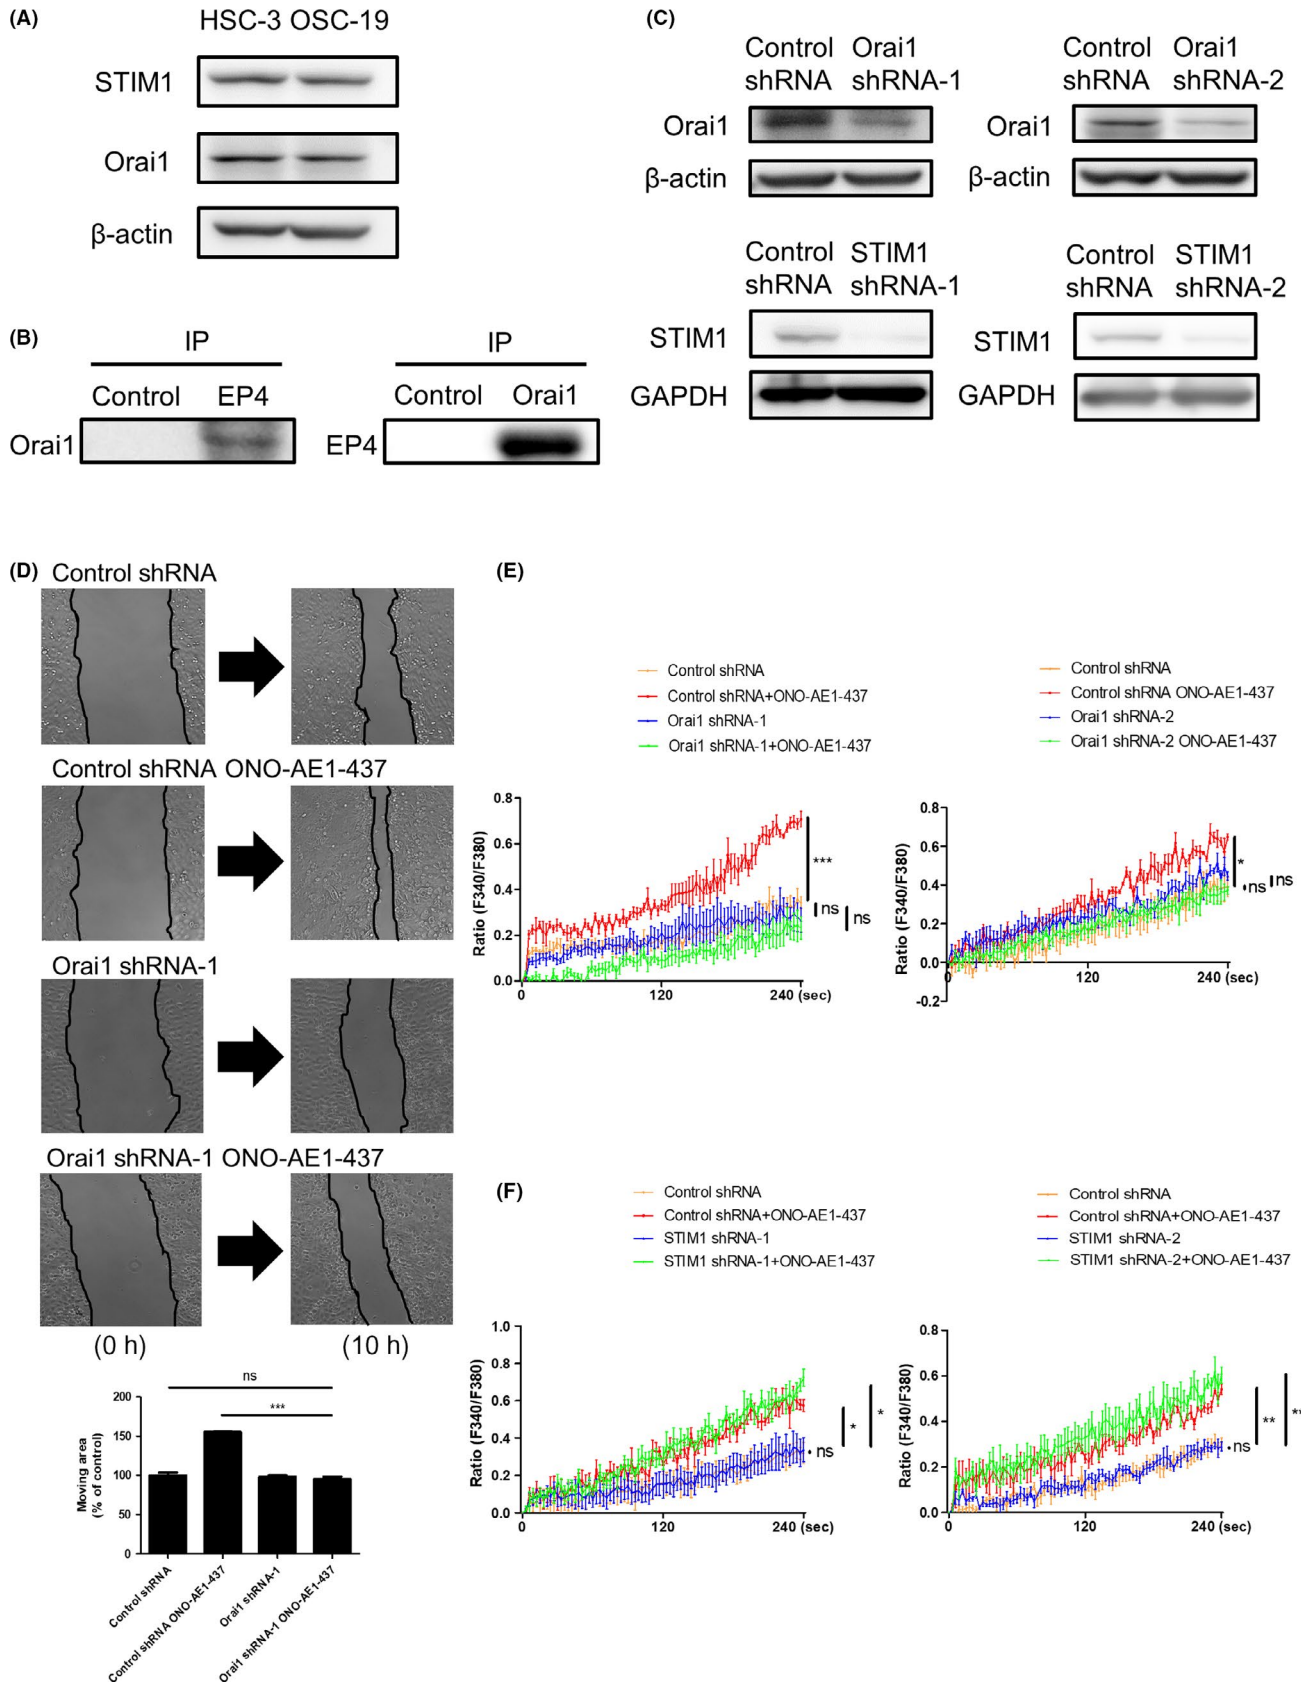 (A)
HSC-3 OSC-19
STIM1
Orai1
β-actin
(B)
IP
Control EP4
Orai1
IP
Control Orai1
EP4
(C)
Control Orai1
shRNA shRNA-1
Orai1
β-actin
Control Orai1
shRNA shRNA-2
Orai1
β-actin
Control STIM1
shRNA shRNA-1
STIM1
GAPDH
Control STIM1
shRNA shRNA-2
STIM1
GAPDH
(D)
Control shRNA
Control shRNA ONO-AE1-437
Orai1 shRNA-1
Orai1 shRNA-1 ONO-AE1-437
(0 h) (10 h)
ns
***
200
150
100
50
0
Moving area
(% of control)
Control shRNA
Control shRNA ONO-AE1-437
Orai1 shRNA-1
Orai1 shRNA-1 ONO-AE1-437
(E)
Control shRNA
Control shRNA+ONO-AE1-437
Orai1 shRNA-1
Orai1 shRNA-1+ONO-AE1-437
0.8
0.6
0.4
0.2
0.0
Ratio (F340/F380)
0 120 240 (sec)
***
ns
ns
Control shRNA
Control shRNA ONO-AE1-437
Orai1 shRNA-2
Orai1 shRNA-2 ONO-AE1-437
0.8
0.6
0.4
0.2
0.0
-0.2
Ratio (F340/F380)
0 120 240 (sec)
*
ns
ns
(F)
Control shRNA
Control shRNA+ONO-AE1-437
STIM1 shRNA-1
STIM1 shRNA-1+ONO-AE1-437
1.0
0.8
0.6
0.4
0.2
0.0
Ratio (F340/F380)
0 120 240 (sec)
*
*
ns
Control shRNA
Control shRNA+ONO-AE1-437
STIM1 shRNA-2
STIM1 shRNA-2+ONO-AE1-437
0.8
0.6
0.4
0.2
0.0
Ratio (F340/F380)
0 120 240 (sec)
**
ns